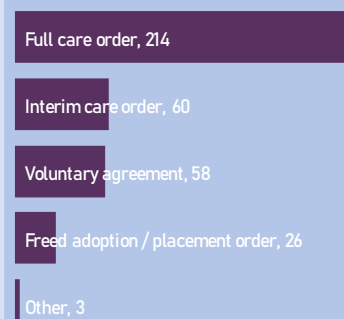 Full care order, 214
Interim care order, 60
Voluntary agreement, 58
Freed adoption / placement order, 26
Other, 3